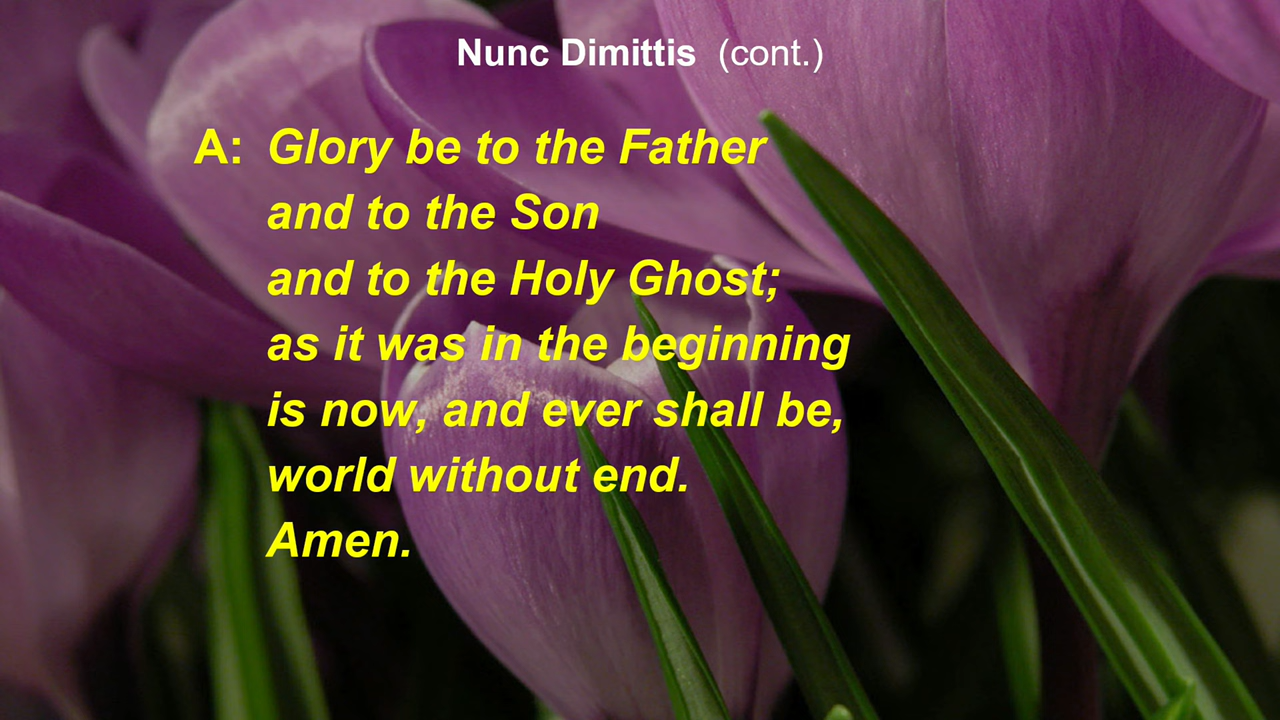 Nunc Dimittis (cont.)
A: Glory be to the Father
and to the Son
and to the Holy Ghost;
as it was in the beginning
is now, and ever shall be,
world without end.
Amen.